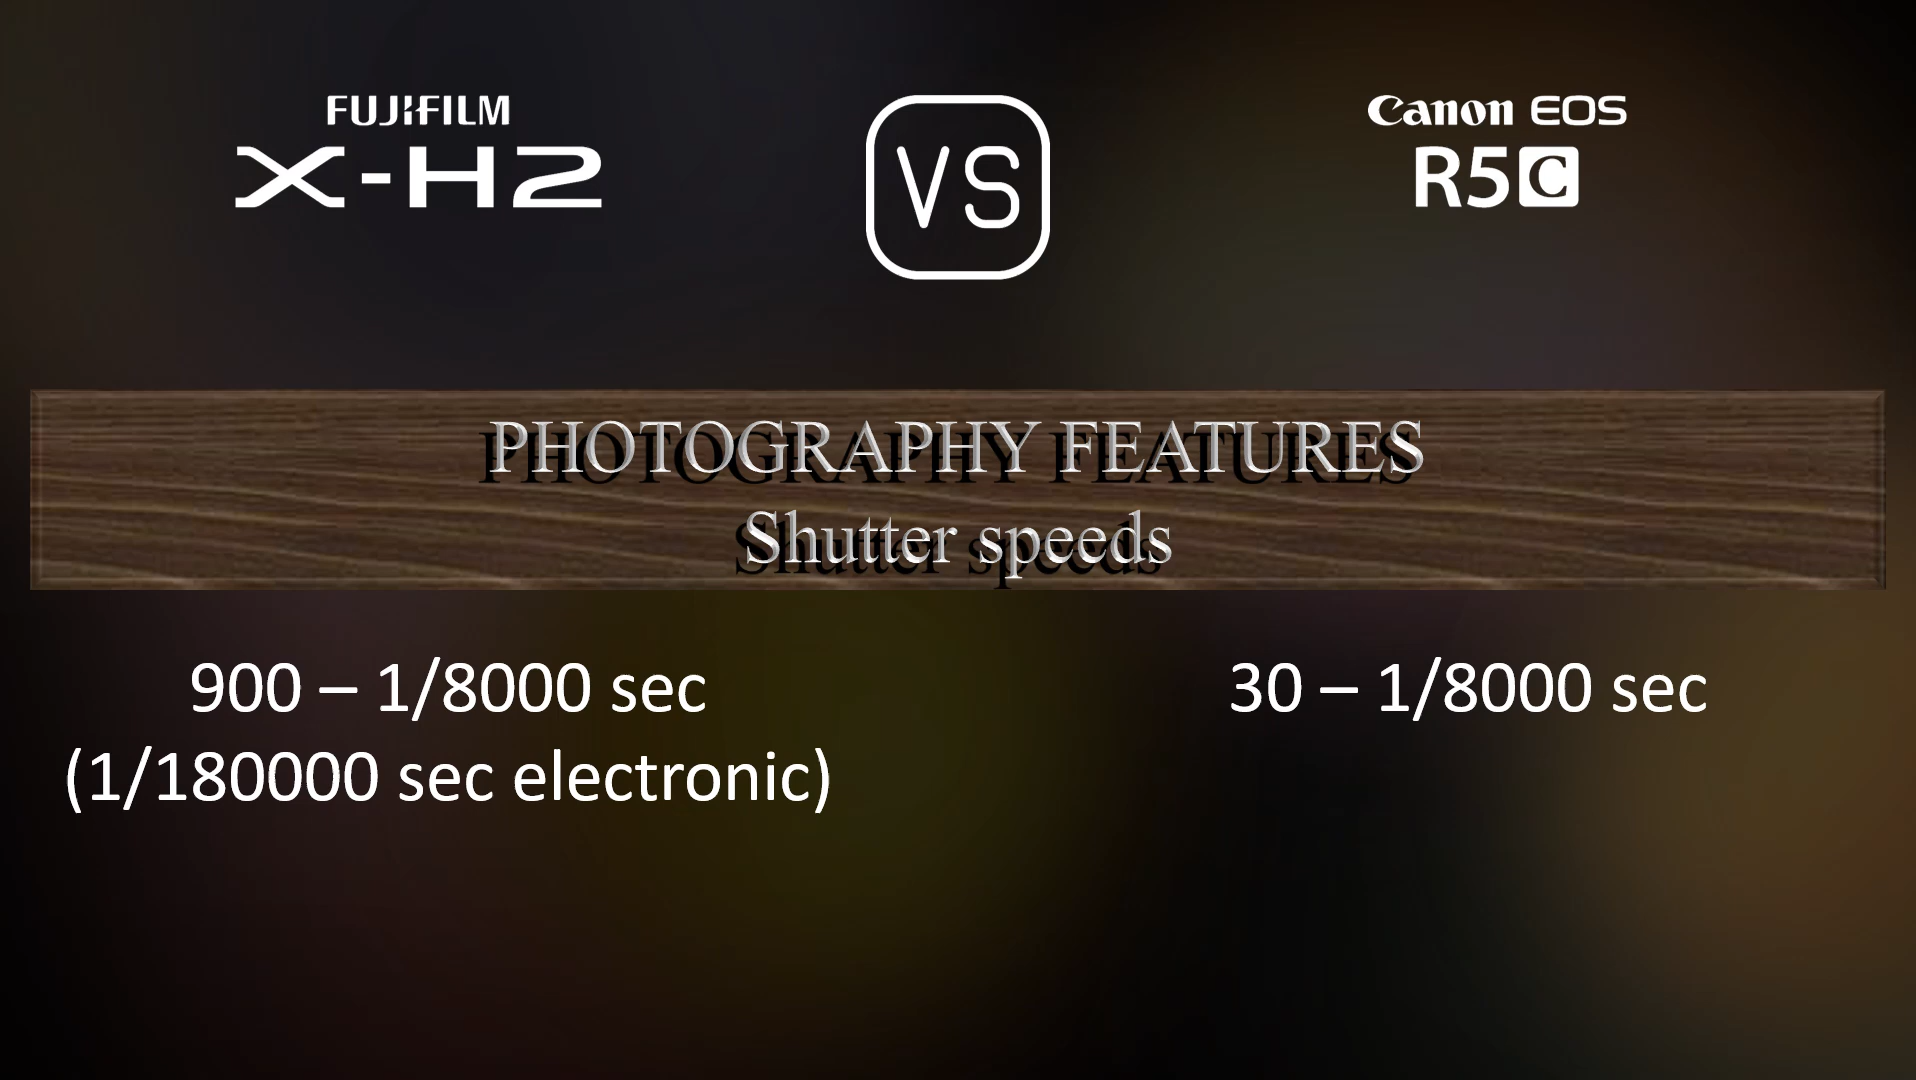 FUJIFILM
X-H2
VS
Canon EOS
R5 C
PHOTOGRAPHY FEATURES
Shutter speeds
900 – 1/8000 sec
(1/180000 sec electronic)
30 – 1/8000 sec